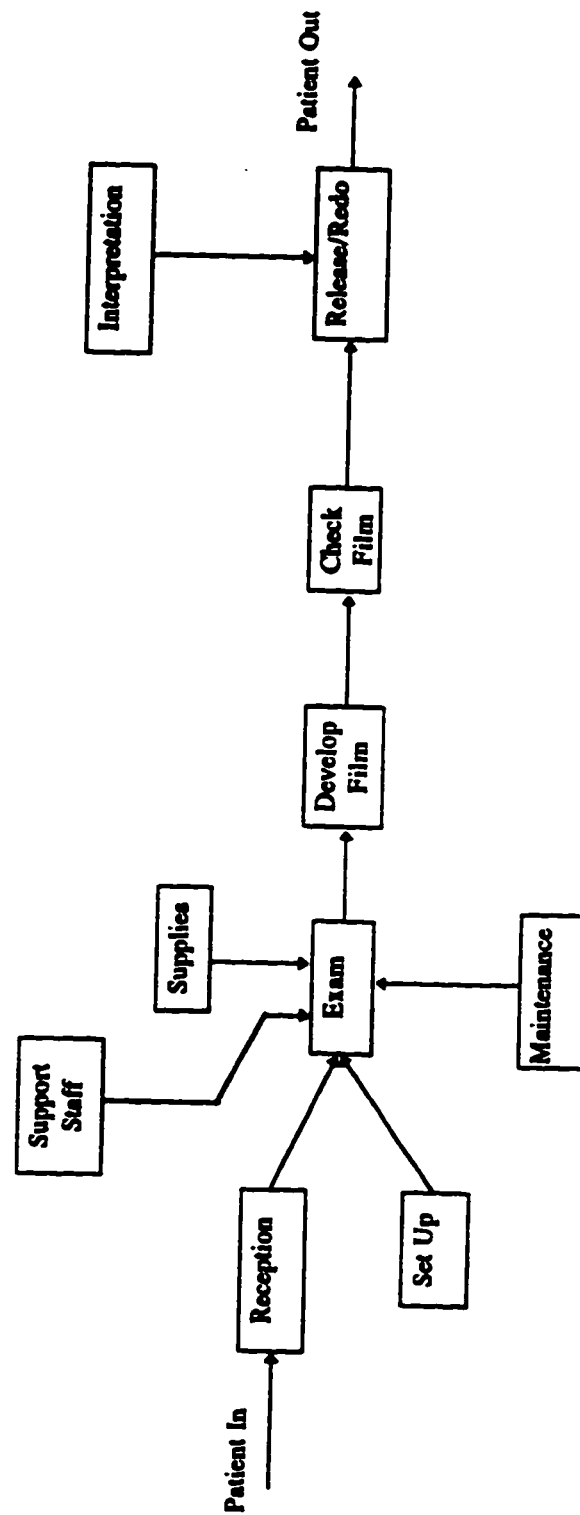 Patient In
Reception
Set Up
Support
Staff
Supplies
Exam
Maintenance
Develop
Film
Check
Film
Interpretation
Release/Redo
Patient Out